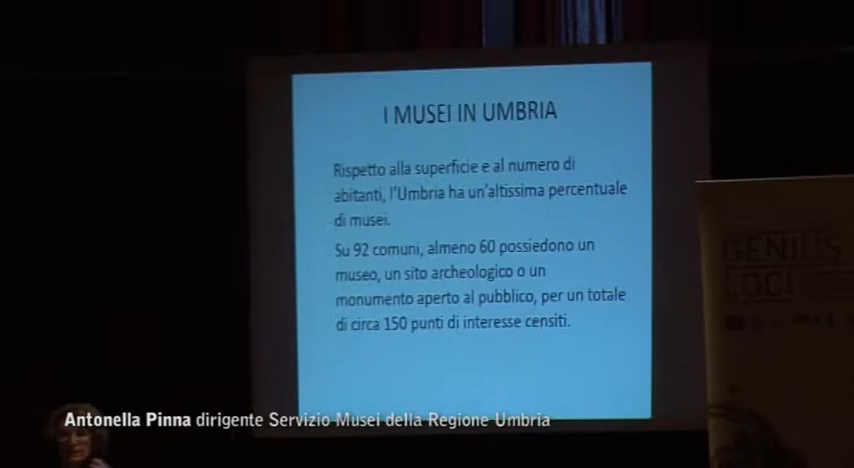 I MUSEI IN UMBRIA
Rispetto alla superficie e al numero di
abitanti, l'Umbria ha un'altissima percentuale
di musei.
Su 92 comuni, almeno 60 possiedono un
museo, un sito archeologico o un
monumento aperto al pubblico, per un totale
di circa 150 punti di interesse censiti.
GENIUS
LOCI
Antonella Pinna dirigente Servizio Musei della Regione Umbria